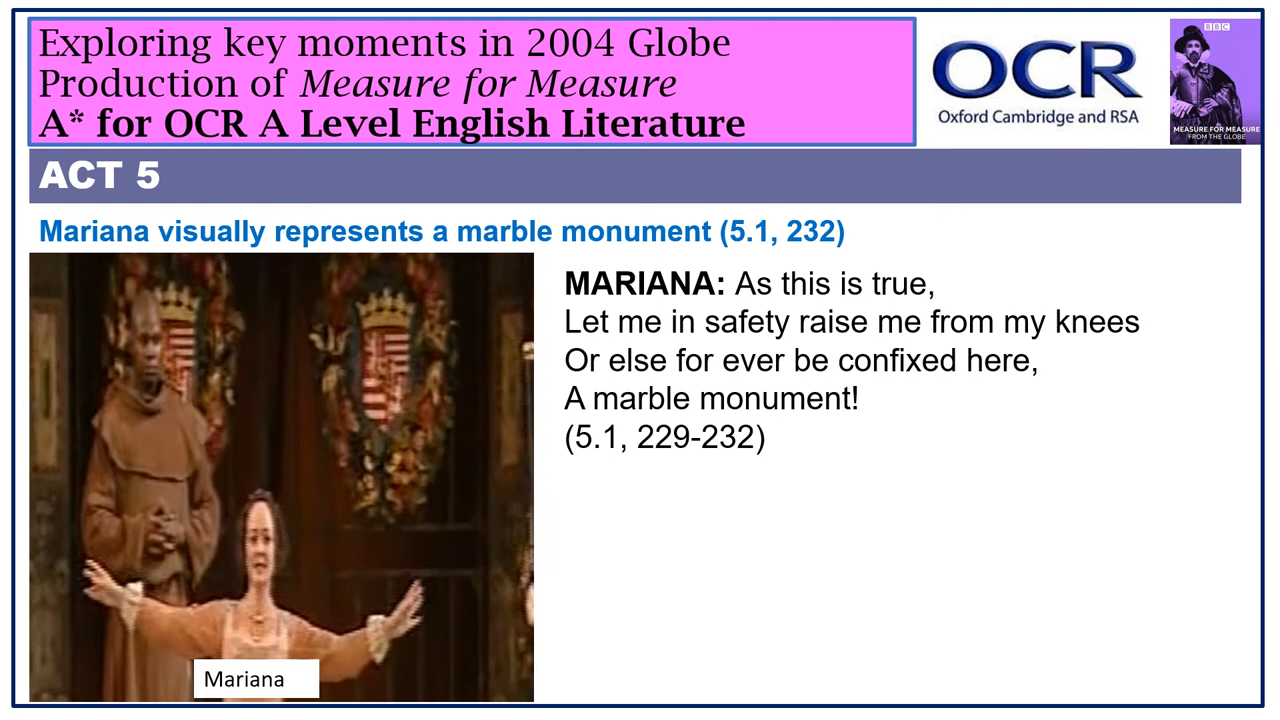 Exploring key moments in 2004 Globe
Production of Measure for Measure
A* for OCR A Level English Literature
OCR
Oxford Cambridge and RSA
BBC
MEASURE FOR MEASURE
FROM THE GLOBE
ACT 5
Mariana visually represents a marble monument (5.1, 232)
MARIANA: As this is true,
Let me in safety raise me from my knees
Or else for ever be confixed here,
A marble monument!
(5.1, 229-232)
Mariana